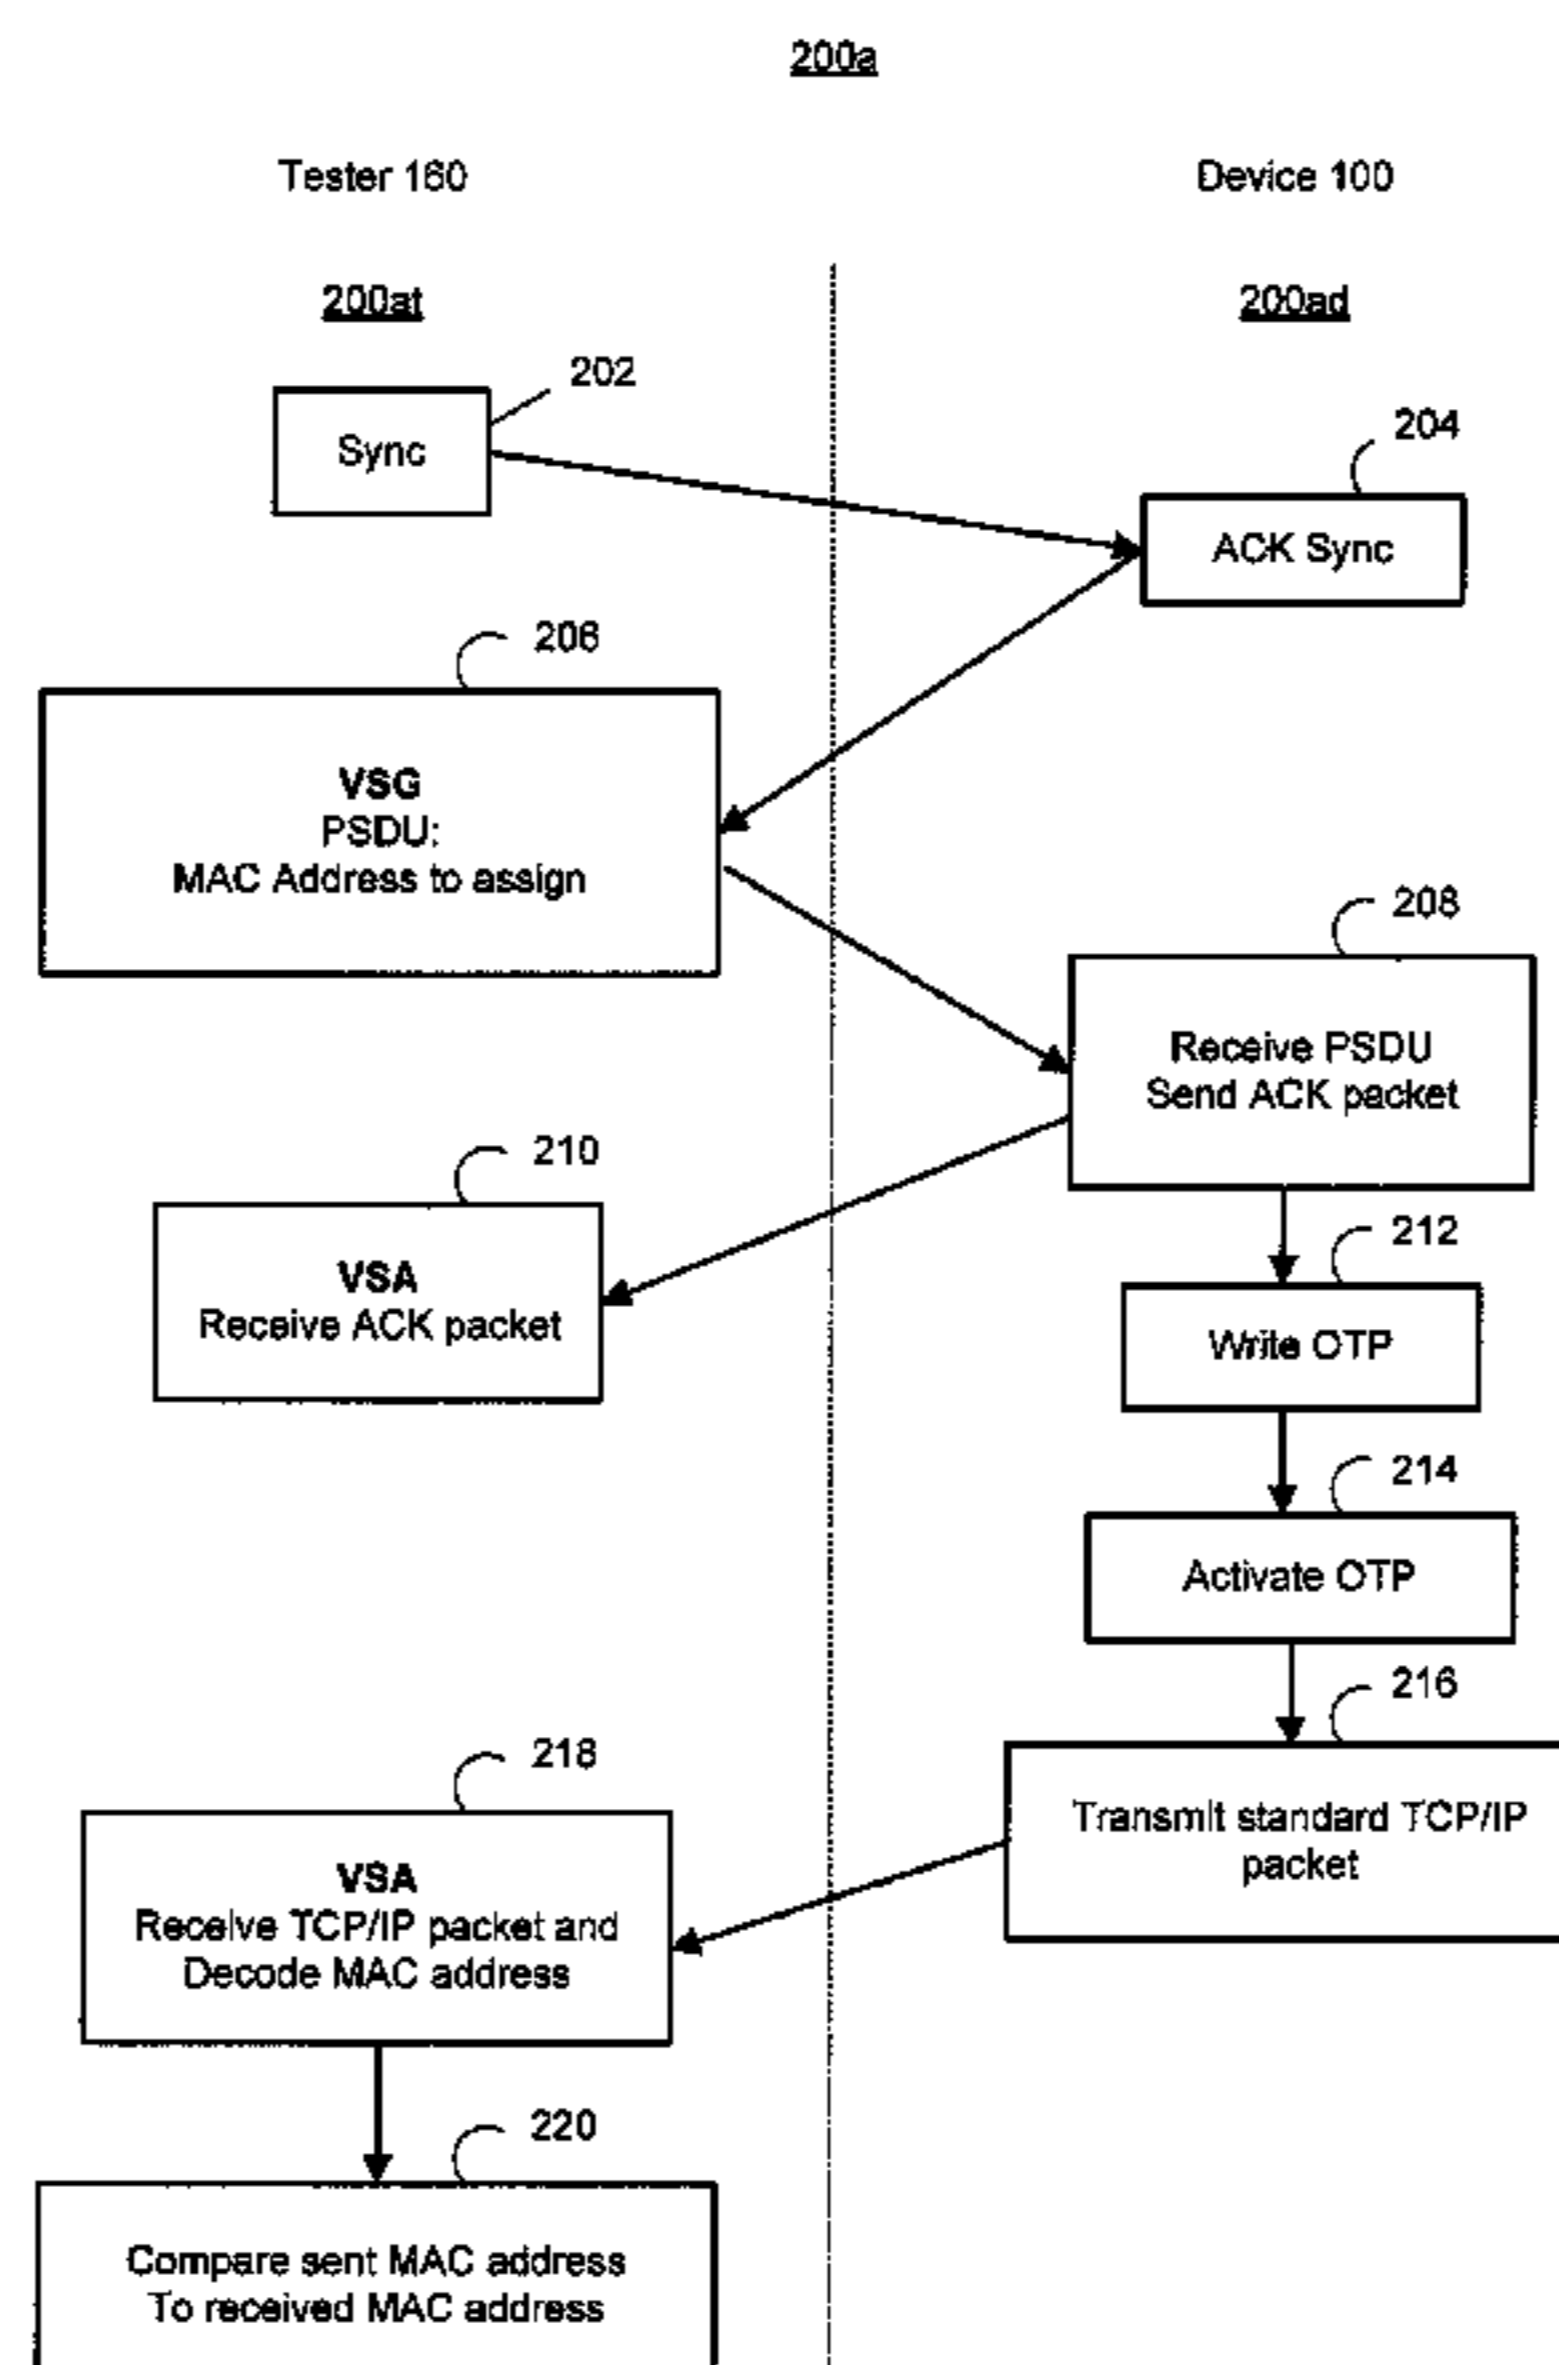 200a
Tester 160
Device 100
200at
200ad
202
Sync
204
ACK Sync
206
VSG
PSDU:
MAC Address to assign
208
Receive PSDU
Send ACK packet
210
VSA
Receive ACK packet
212
Write OTP
214
Activate OTP
216
Transmit standard TCP/IP
packet
218
VSA
Receive TCP/IP packet and
Decode MAC address
220
Compare sent MAC address
To received MAC address